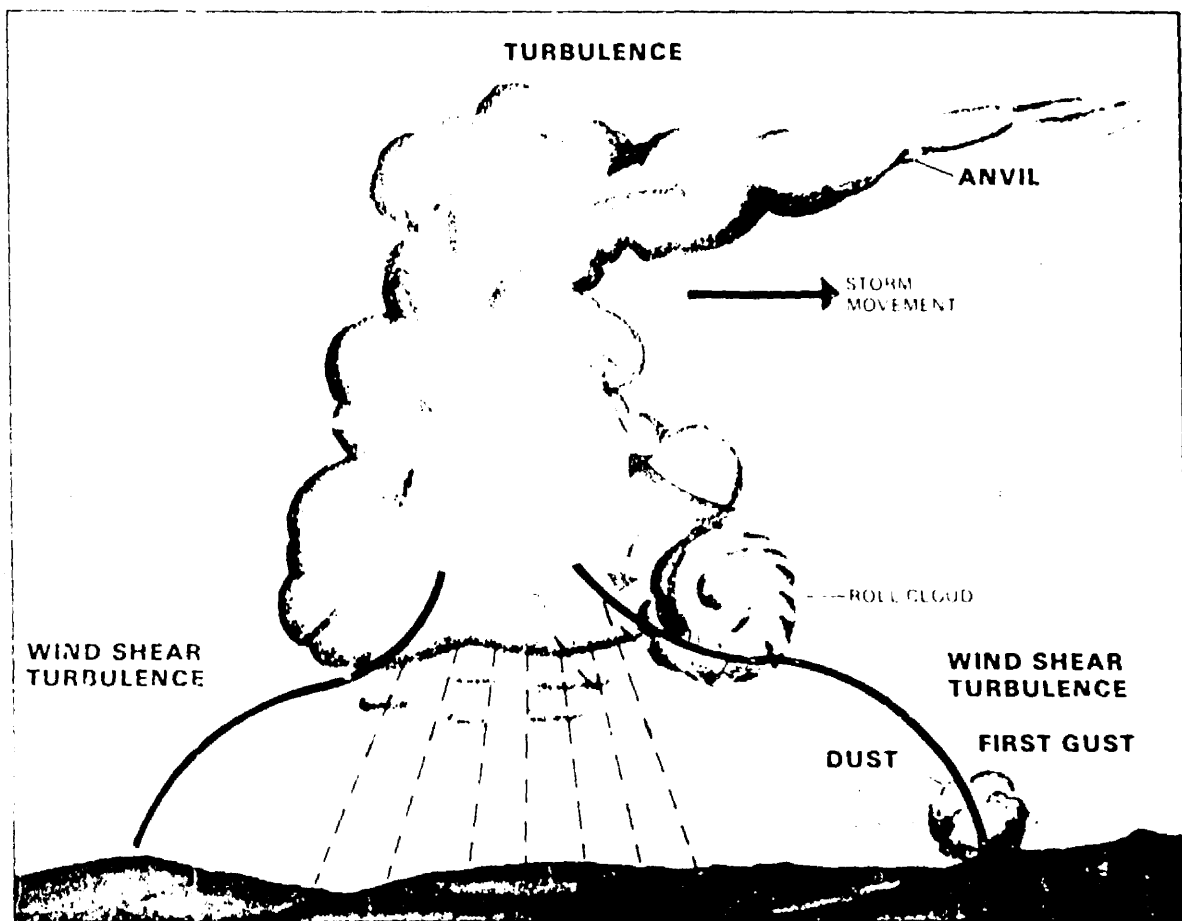 TURBULENCE
ANVIL
STORM
MOVEMENT
ROLL CLOUD
WIND SHEAR
TURBULENCE
WIND SHEAR
TURBULENCE
FIRST GUST
DUST